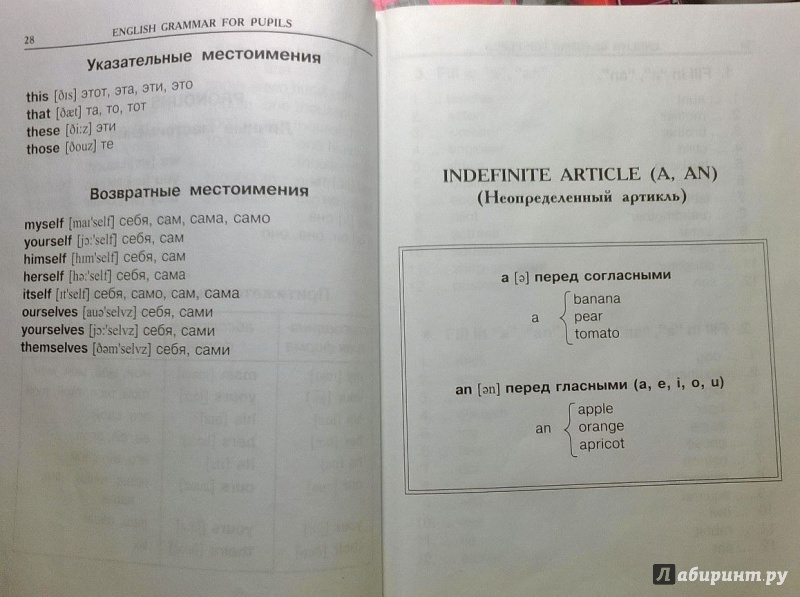 28
ENGLISH GRAMMAR FOR PUPILS
Указательные местоимения
this [ðıs] этот, эта, эти, это
that [ðæt] та, то, тот
these [ði:z] эти
those [ðouz] те
Возвратные местоимения
myself [maı'self] себя, сам, сама, само
yourself [jɔ:'self] себя, сам
himself [hım'self] себя, сам
herself [hə:'self] себя, сама
itself [ıt'self] себя, само, сам, сама
ourselves [auə'selvz] себя, сами
yourselves [jɔ:'selvz] себя, сами
themselves [ðəm'selvz] себя, сами
INDEFINITE ARTICLE (A, AN)
(Неопределенный артикль)
a [ə] перед согласными
banana
a pear
tomato
an [ən] перед гласными (a, e, i, o, u)
apple
an orange
apricot
Лабиринт.ру